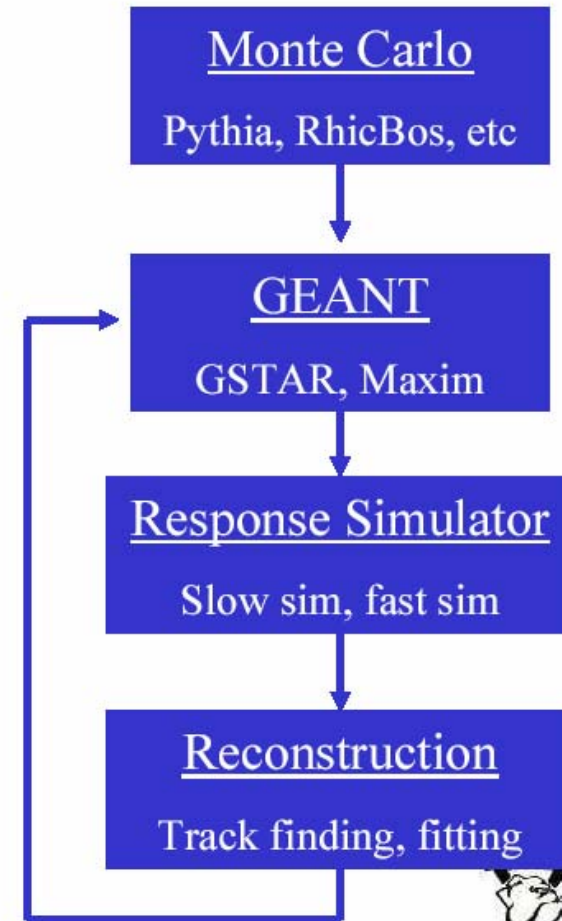 Monte Carlo
Pythia, RhicBos, etc
GEANT
GSTAR, Maxim
Response Simulator
Slow sim, fast sim
Reconstruction
Track finding, fitting